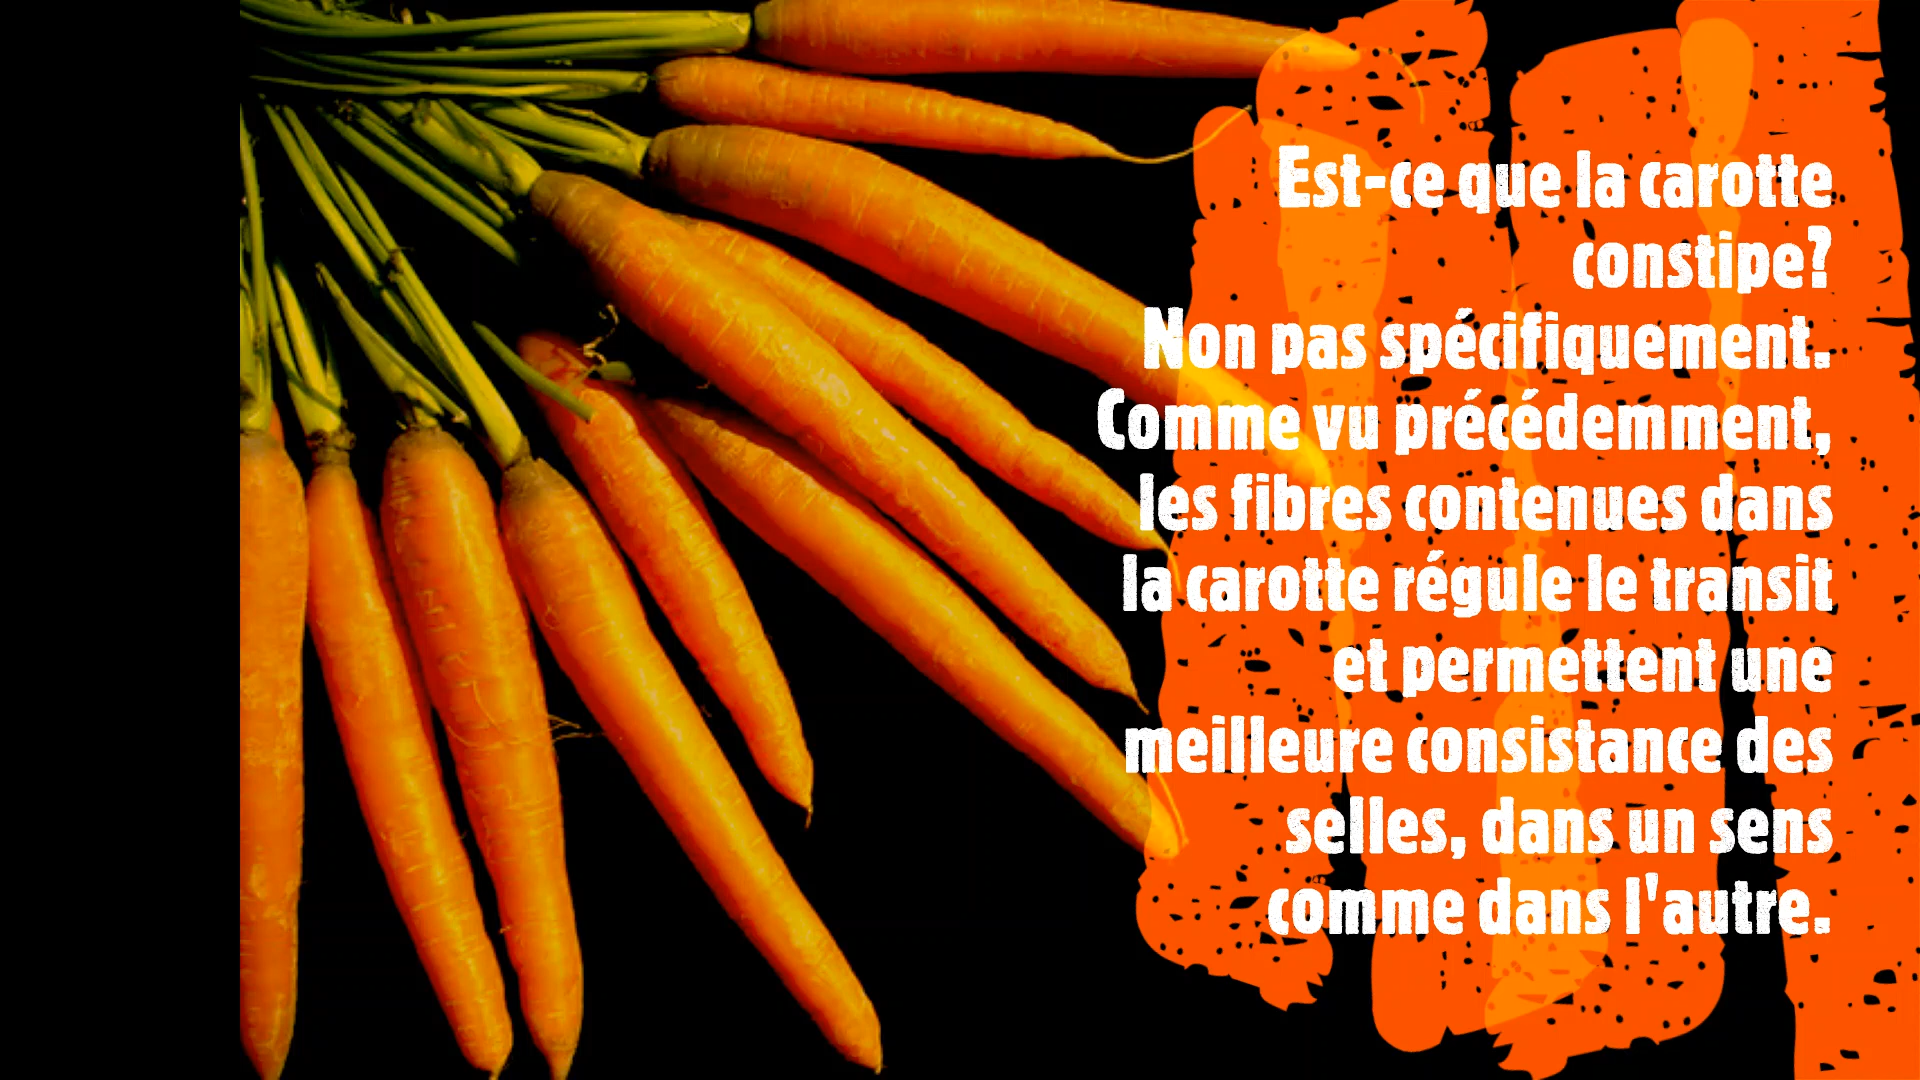 Est-ce que la carotte
constipe?
Non pas spécifiquement.
Comme vu précédemment,
les fibres contenues dans
la carotte régule le transit
et permettent une
meilleure consistance des
selles, dans un sens
comme dans l'autre.